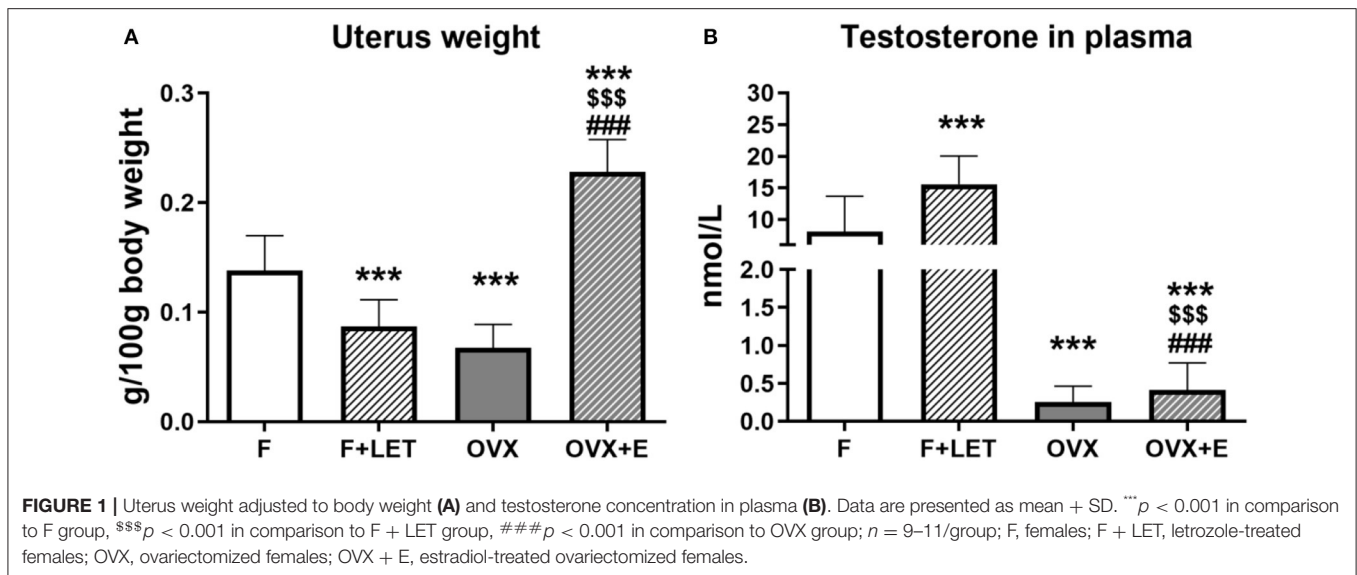 A
Uterus weight
g/100g body weight
0.3
0.2
0.1
0.0
***
***
***
$$$
###
F
F+LET
OVX
OVX+E
B
Testosterone in plasma
nmol/L
30
25
20
15
10
2.0
1.5
1.0
0.5
0.0
***
***
***
$$$
###
F
F+LET
OVX
OVX+E
FIGURE 1 | Uterus weight adjusted to body weight (A) and testosterone concentration in plasma (B). Data are presented as mean + SD. ***p < 0.001 in comparison
to F group, $$$p < 0.001 in comparison to F + LET group, ###p < 0.001 in comparison to OVX group; n = 9–11/group; F, females; F + LET, letrozole-treated
females; OVX, ovariectomized females; OVX + E, estradiol-treated ovariectomized females.